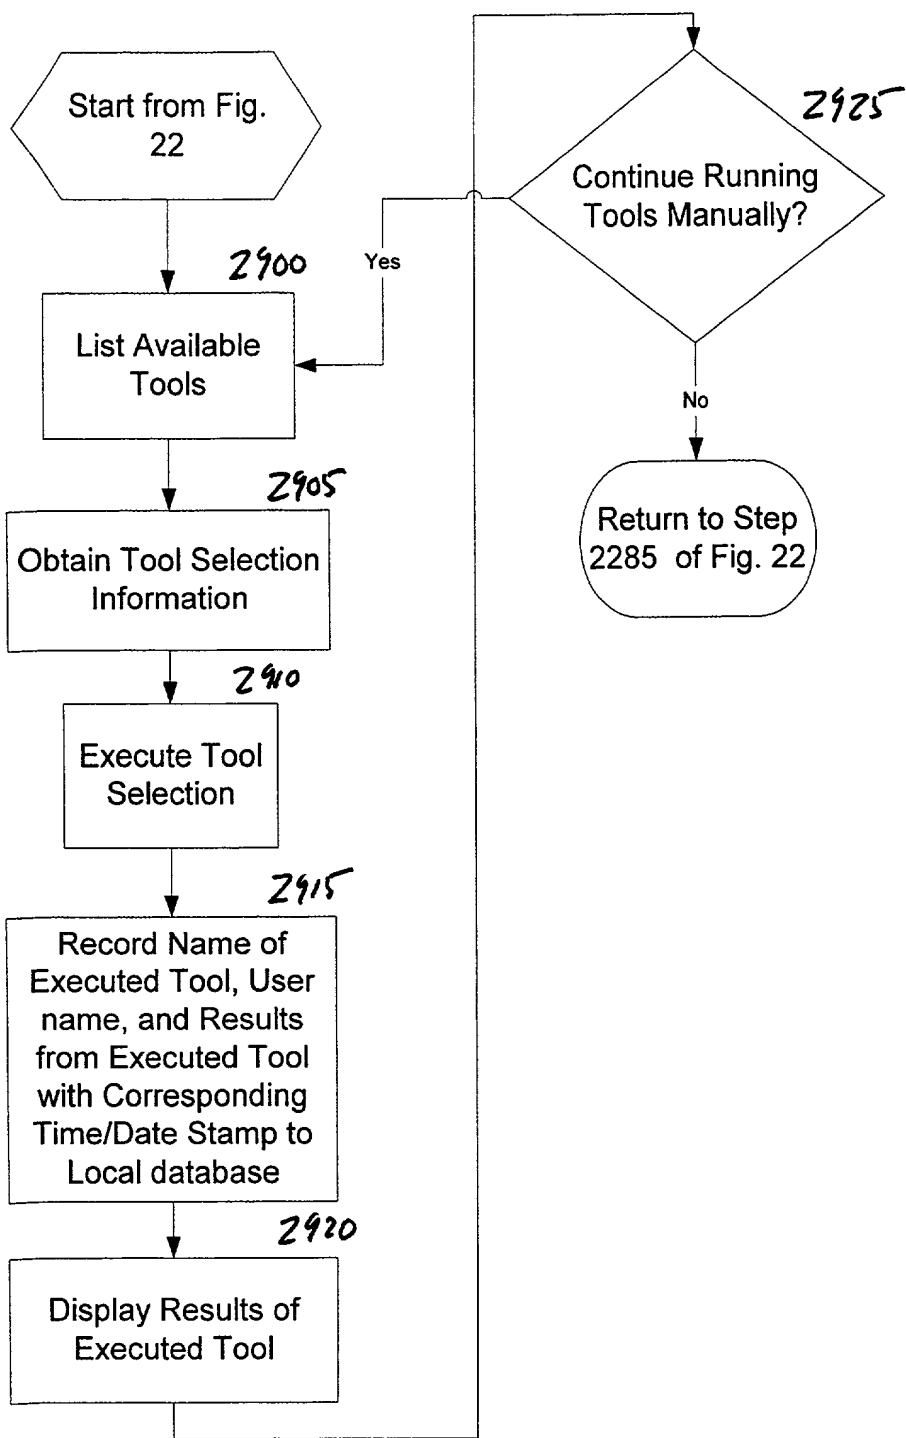 Start from Fig.
22
2900
List Available
Tools
2905
Obtain Tool Selection
Information
2910
Execute Tool
Selection
2915
Record Name of
Executed Tool, User
name, and Results
from Executed Tool
with Corresponding
Time/Date Stamp to
Local database
2920
Display Results of
Executed Tool
2925
Continue Running
Tools Manually?
Yes
No
Return to Step
2285 of Fig. 22